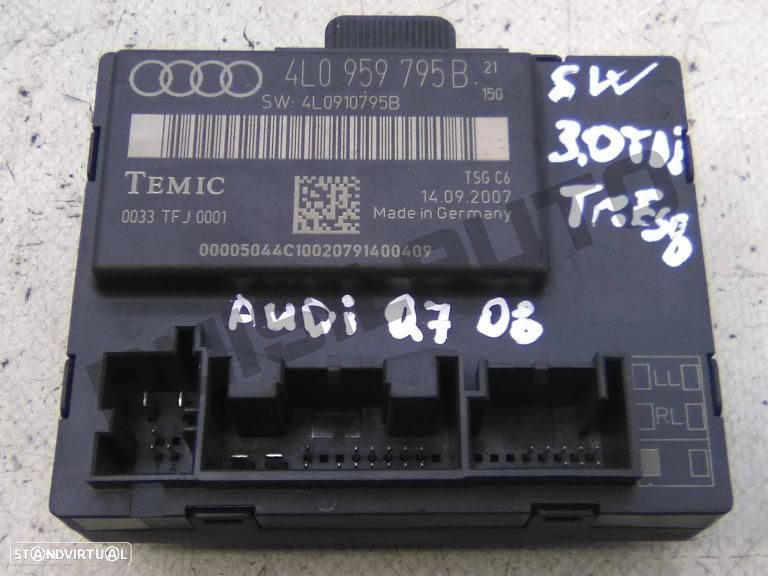 4L0 959 795 B. 21
150
SW: 4L0910795B
TEMIC
TSG C6
14.09.2007
0033 TFJ 0001
Made in Germany
00005044C10020791400409
SW
3,0TDi
TR.ESQ
AUDi Q7 08
LL
RL
STANDVIRTUAL